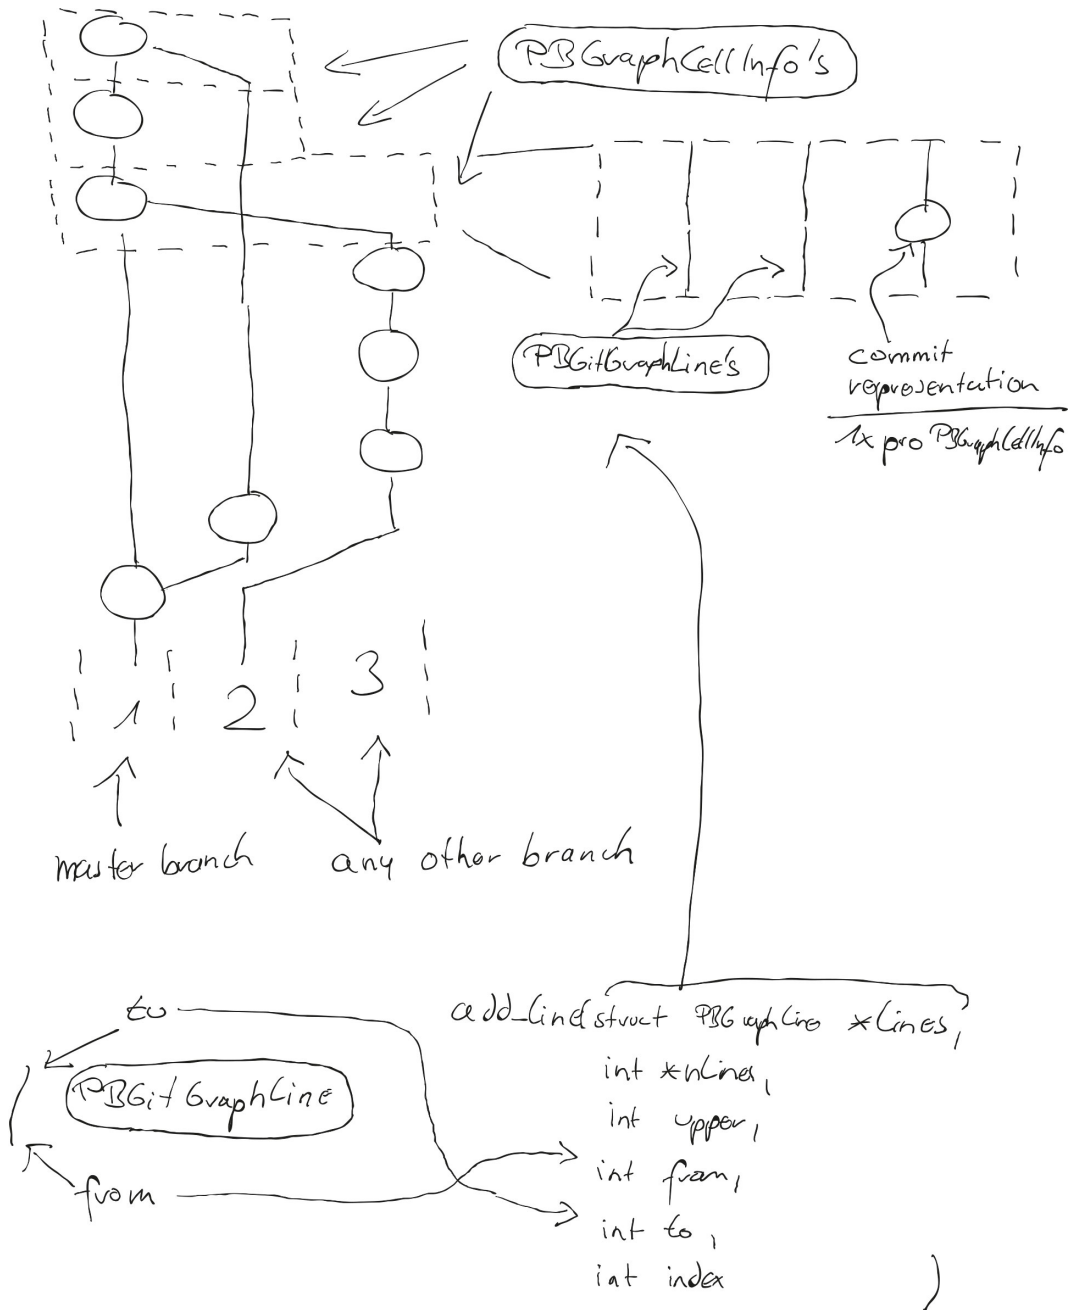 PBGraphCellInfo's
PBGitGraphLine's
commit
representation
1x pro PBGraphCellInfo
1 2 3
master branch
any other branch
to
PBGitGraphLine
from
add_line(struct PBGraphLine *lines,
int *nLines,
int upper,
int from,
int to,
int index
)